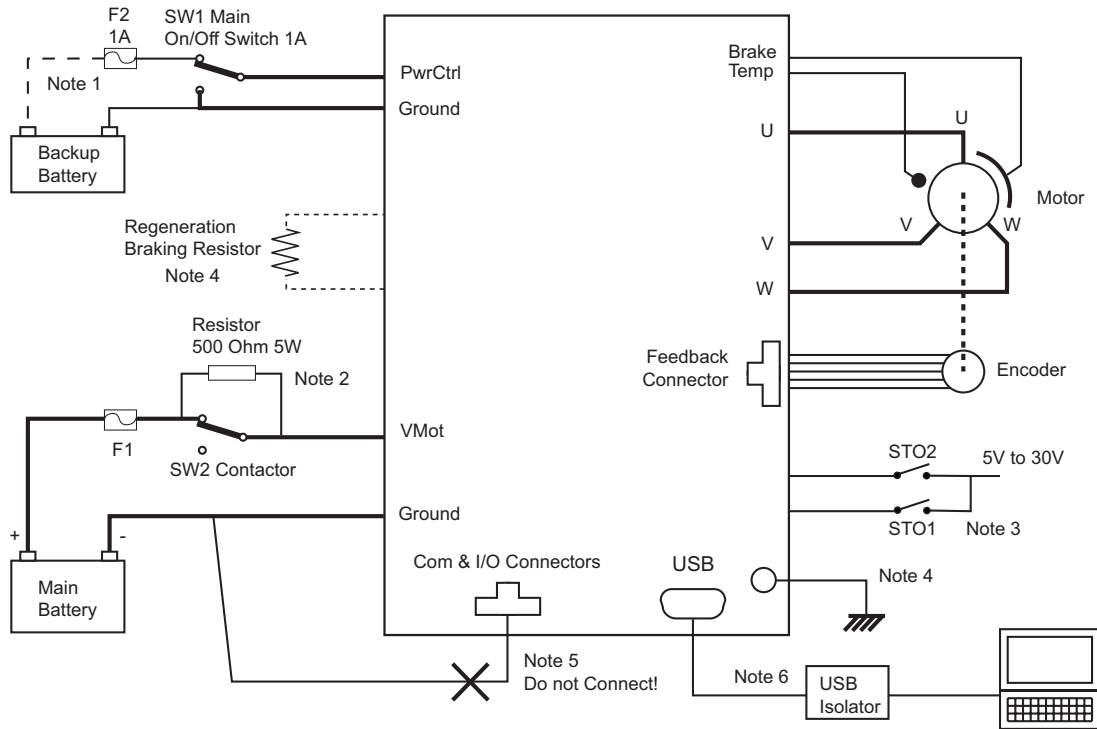 F2
1A
SW1 Main
On/Off Switch 1A
Note 1
Backup
Battery
PwrCtrl
Ground
Brake
Temp
U
U
V
W
Motor
V
W
Regeneration
Braking Resistor
Note 4
Resistor
500 Ohm 5W
Note 2
F1
SW2 Contactor
VMot
Feedback
Connector
Encoder
Ground
+
-
Main
Battery
STO2
5V to 30V
STO1
Note 3
Com & I/O Connectors
USB
Note 4
Note 5
Do not Connect!
Note 6
USB
Isolator